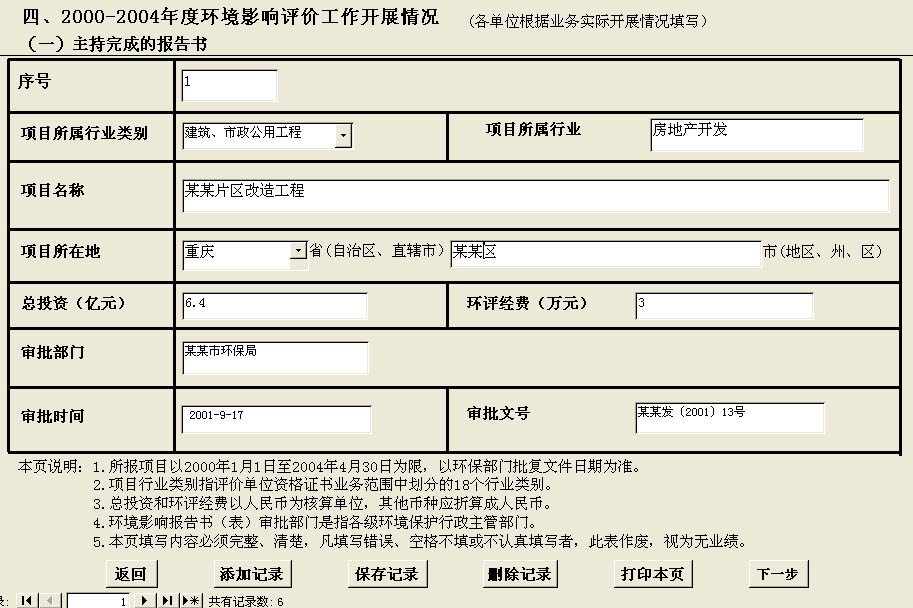 四、2000-2004年度环境影响评价工作开展情况 （各单位根据业务实际开展情况填写）
（一）主持完成的报告书
序号 1
项目所属行业类别 建筑、市政公用工程 项目所属行业 房地产开发
项目名称 某某片区改造工程
项目所在地 重庆 省(自治区、直辖市) 某某区 市(地区、州、区)
总投资（亿元） 6.4 环评经费（万元） 3
审批部门 某某市环保局
审批时间 2001-9-17 审批文号 某某发〔2001〕13号
本页说明：1.所报项目以2000年1月1日至2004年4月30日为限，以环保部门批复文件日期为准。
2.项目行业类别指评价单位资格证书业务范围中划分的18个行业类别。
3.总投资和环评经费以人民币为核算单位，其他币种应折算成人民币。
4.环境影响报告书（表）审批部门是指各级环境保护行政主管部门。
5.本页填写内容必须完整、清楚，凡填写错误、空格不填或不认真填写者，此表作废，视为无业绩。
返回 添加记录 保存记录 删除记录 打印本页 下一步
录: 1 共有记录数: 6